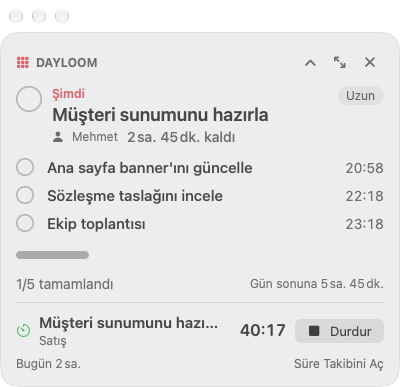 DAYLOOM
Şimdi
Müşteri sunumunu hazırla
Uzun
Mehmet 2 sa. 45 dk. kaldı
Ana sayfa banner'ını güncelle 20:58
Sözleşme taslağını incele 22:18
Ekip toplantısı 23:18
1/5 tamamlandı Gün sonuna 5 sa. 45 dk.
Müşteri sunumunu hazı... 40:17 Durdur
Satış
Bugün 2 sa. Süre Takibini Aç